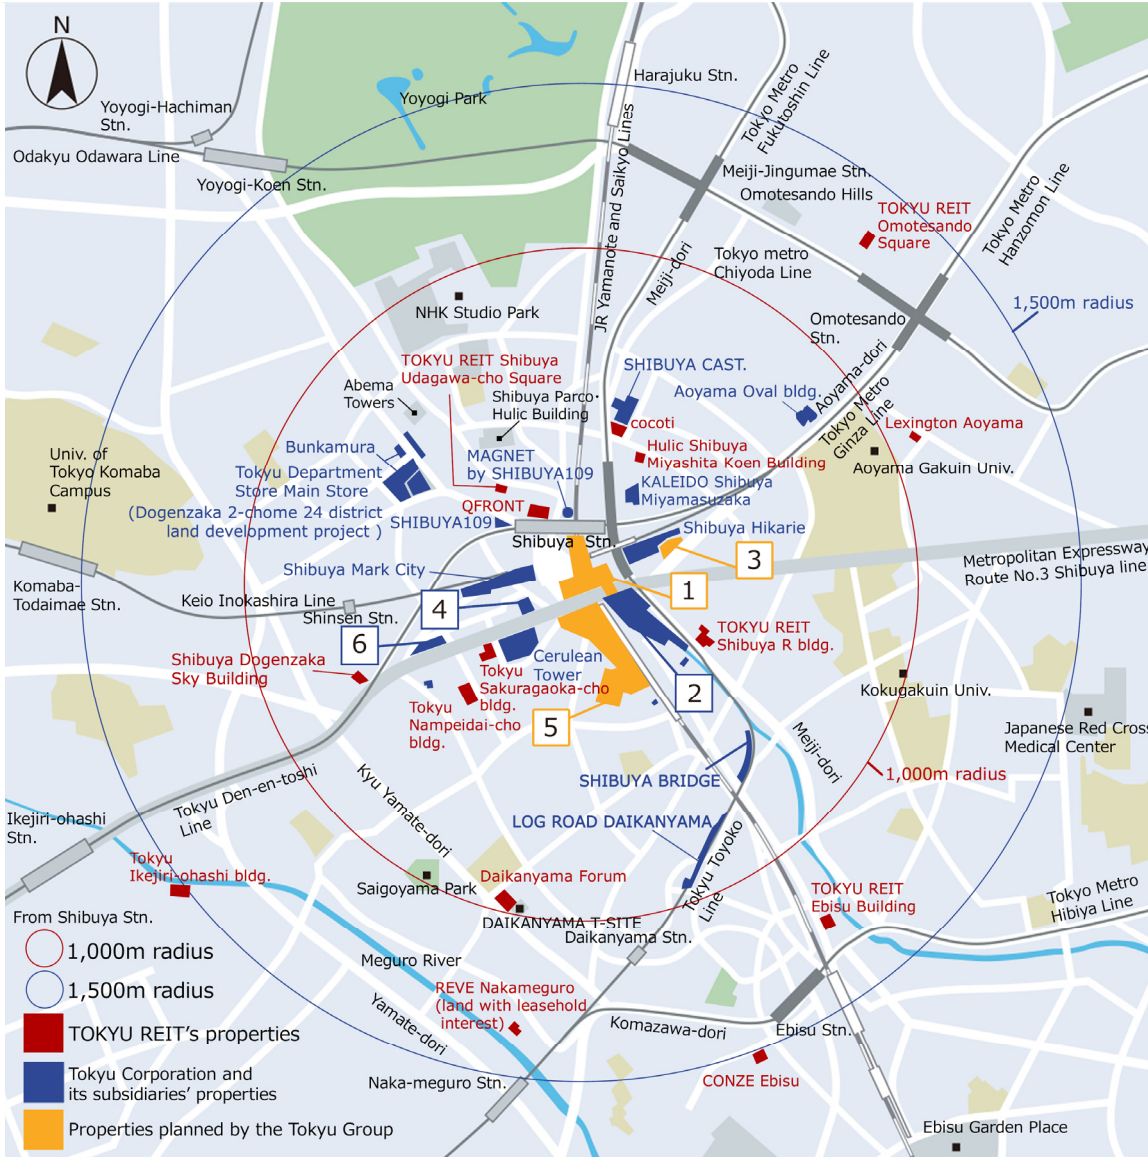 N
Harajuku Stn.
Yoyogi Park
Yoyogi-Hachiman
Stn.
Odakyu Odawara Line
Yoyogi-Koen Stn.
JR Yamanote and Saikyo Lines
Tokyo Metro
Fukutoshin Line
Meiji-Jingumae Stn.
Omotesando Hills
TOKYU REIT
Omotesando
Square
Tokyo Metro
Hanzomon Line
Tokyo metro
Chiyoda Line
Meiji-dori
1,500m radius
Omotesando
Stn.
NHK Studio Park
TOKYU REIT Shibuya
Udagawa-cho Square
Abema
Towers
Shibuya Parco·
Hulic Building
SHIBUYA CAST.
Aoyama Oval bldg.
Aoyama-dori
Tokyo Metro
Ginza Line
cocoti
Lexington Aoyama
Hulic Shibuya
Miyashita Koen Building
Aoyama Gakuin Univ.
Bunkamura
MAGNET
by SHIBUYA109
Univ. of
Tokyo Komaba
Campus
Tokyu Department
Store Main Store
(Dogenzaka 2-chome 24 district
land development project )
KALEIDO Shibuya
Miyamasuzaka
QFRONT
SHIBUYA109
Shibuya Stn.
Shibuya Hikarie
3
Metropolitan Expressway
Route No.3 Shibuya line
Shibuya Mark City
1
Komaba-
Todaimae Stn.
Keio Inokashira Line
Shinsen Stn.
4
6
TOKYU REIT
Shibuya R bldg.
Shibuya Dogenzaka
Sky Building
Cerulean
Tower
Tokyu
Sakuragaoka-cho
bldg.
2
Kokugakuin Univ.
Tokyu
Nampeidai-cho
bldg.
5
Japanese Red Cross
Medical Center
Meiji-dori
1,000m radius
SHIBUYA BRIDGE
Tokyu Den-en-toshi
Line
Kyu Yamate-dori
LOG ROAD DAIKANYAMA
Ikejiri-ohashi
Stn.
Tokyu
Ikejiri-ohashi bldg.
Saigoyama Park
Daikanyama Forum
Tokyu Toyoko
Line
TOKYU REIT
Ebisu Building
Tokyo Metro
Hibiya Line
DAIKANYAMA T-SITE
Daikanyama Stn.
From Shibuya Stn.
1,000m radius
1,500m radius
Meguro River
REVE Nakameguro
(land with leasehold
interest)
Yamate-dori
Komazawa-dori
Ebisu Stn.
TOKYU REIT's properties
CONZE Ebisu
Naka-meguro Stn.
Tokyu Corporation and
its subsidiaries' properties
Properties planned by the Tokyu Group
Ebisu Garden Place